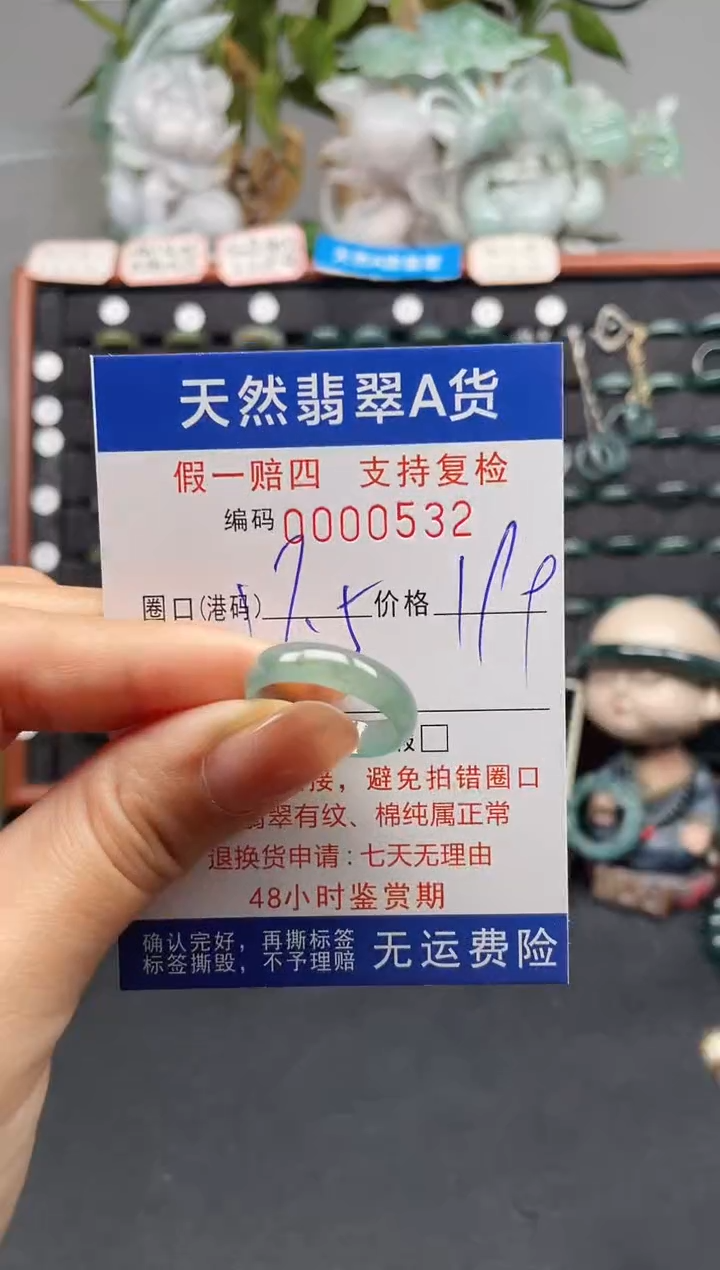 天然翡翠A货
假一赔四 支持复检
编码 0000532
圈口(港码) 17.5 价格
接，避免拍错圈口
翡翠有纹、棉纯属正常
退换货申请：七天无理由
48小时鉴赏期
确认完好，再撕标签
标签撕毁，不予理赔
无运费险